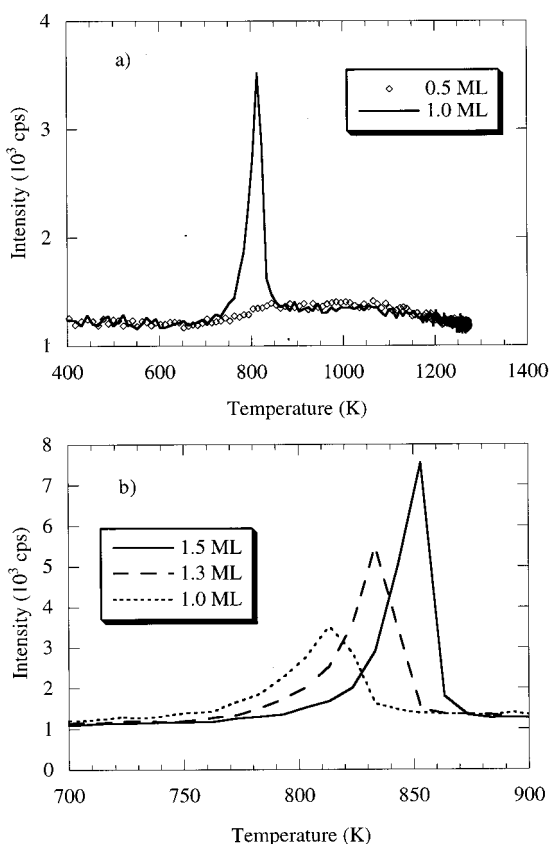 4
a)
0.5 ML
1.0 ML
3
Intensity (10³ cps)
2
1
400 600 800 1000 1200 1400
Temperature (K)
8
b)
7
1.5 ML
6
1.3 ML
5
1.0 ML
Intensity (10³ cps)
4
3
2
1
0
700 750 800 850 900
Temperature (K)